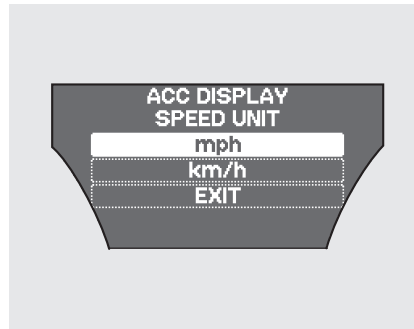 ACC DISPLAY
SPEED UNIT
mph
km/h
EXIT